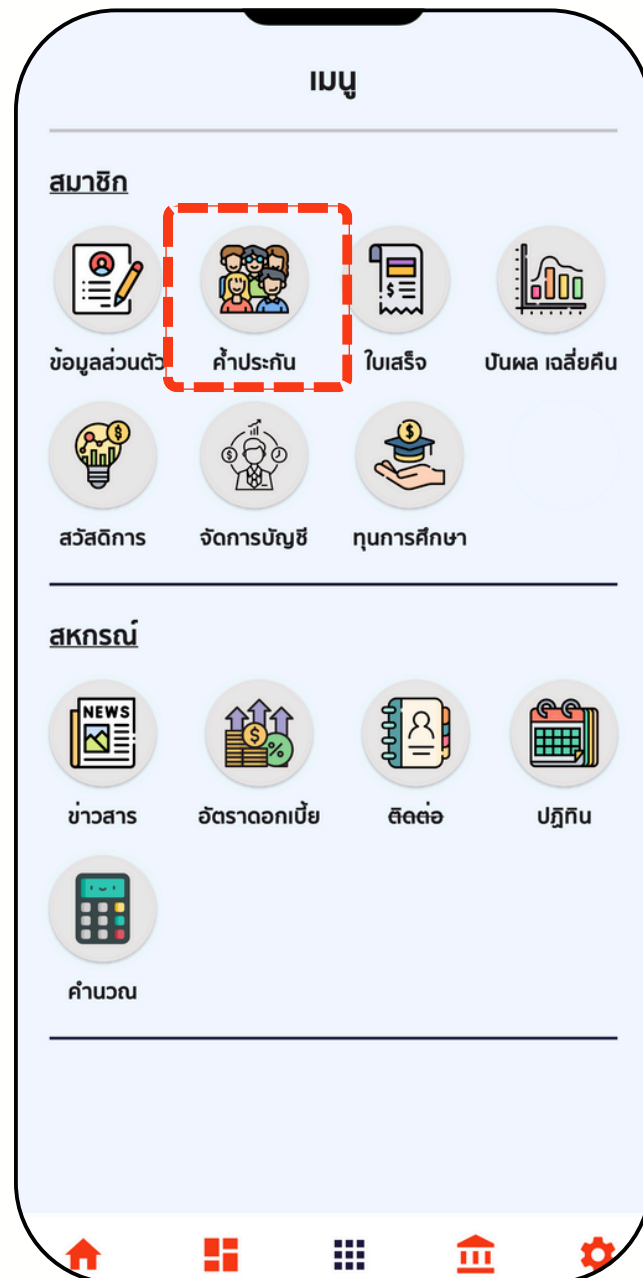 เมนู
สมาชิก
ข้อมูลส่วนตัว ค้ำประกัน ใบเสร็จ ปันผล เฉลี่ยคืน
สวัสดิการ จัดการบัญชี ทุนการศึกษา
สหกรณ์
NEWS
ข่าวสาร อัตราดอกเบี้ย ติดต่อ ปฏิทิน
คำนวณ